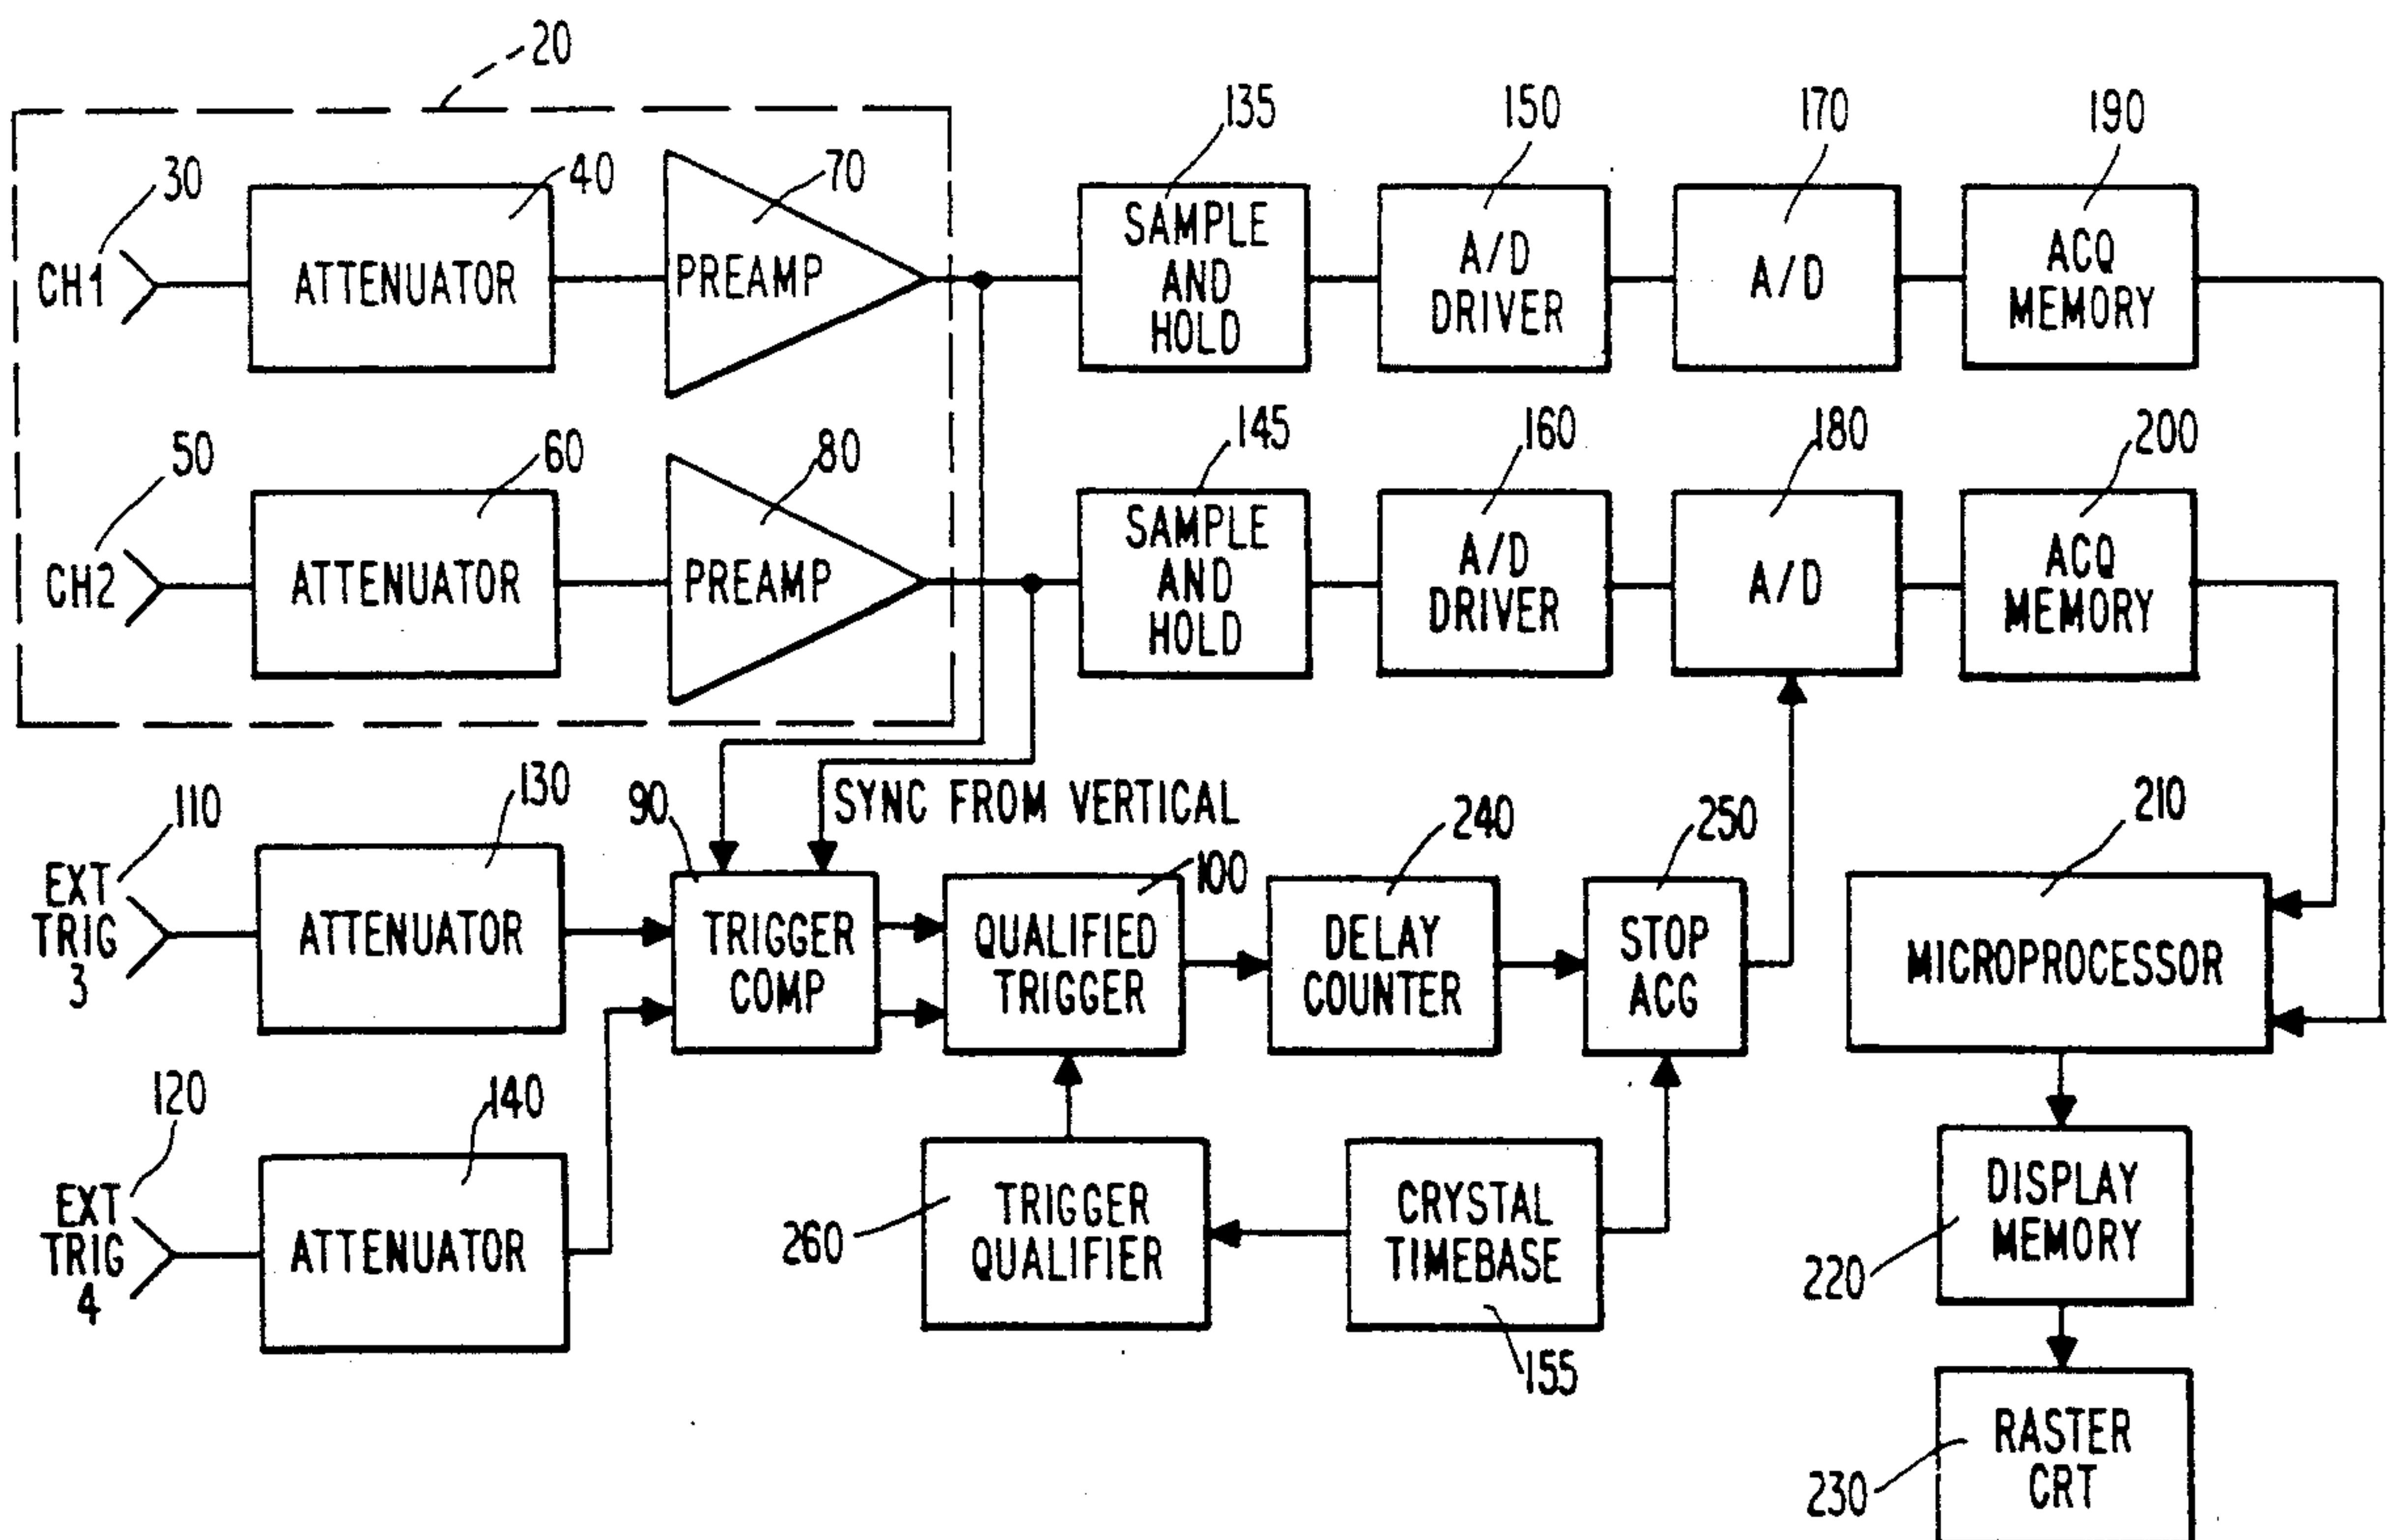 20
30
40
70
135
150
170
190
CH1
ATTENUATOR
PREAMP
SAMPLE
AND
HOLD
A/D
DRIVER
A/D
ACQ
MEMORY
50
60
80
145
160
180
200
CH2
ATTENUATOR
PREAMP
SAMPLE
AND
HOLD
A/D
DRIVER
A/D
ACQ
MEMORY
SYNC FROM VERTICAL
110
130
90
100
240
250
210
EXT
TRIG
3
ATTENUATOR
TRIGGER
COMP
QUALIFIED
TRIGGER
DELAY
COUNTER
STOP
ACG
MICROPROCESSOR
120
140
EXT
TRIG
4
ATTENUATOR
260
TRIGGER
QUALIFIER
CRYSTAL
TIMEBASE
155
DISPLAY
MEMORY
220
RASTER
CRT
230